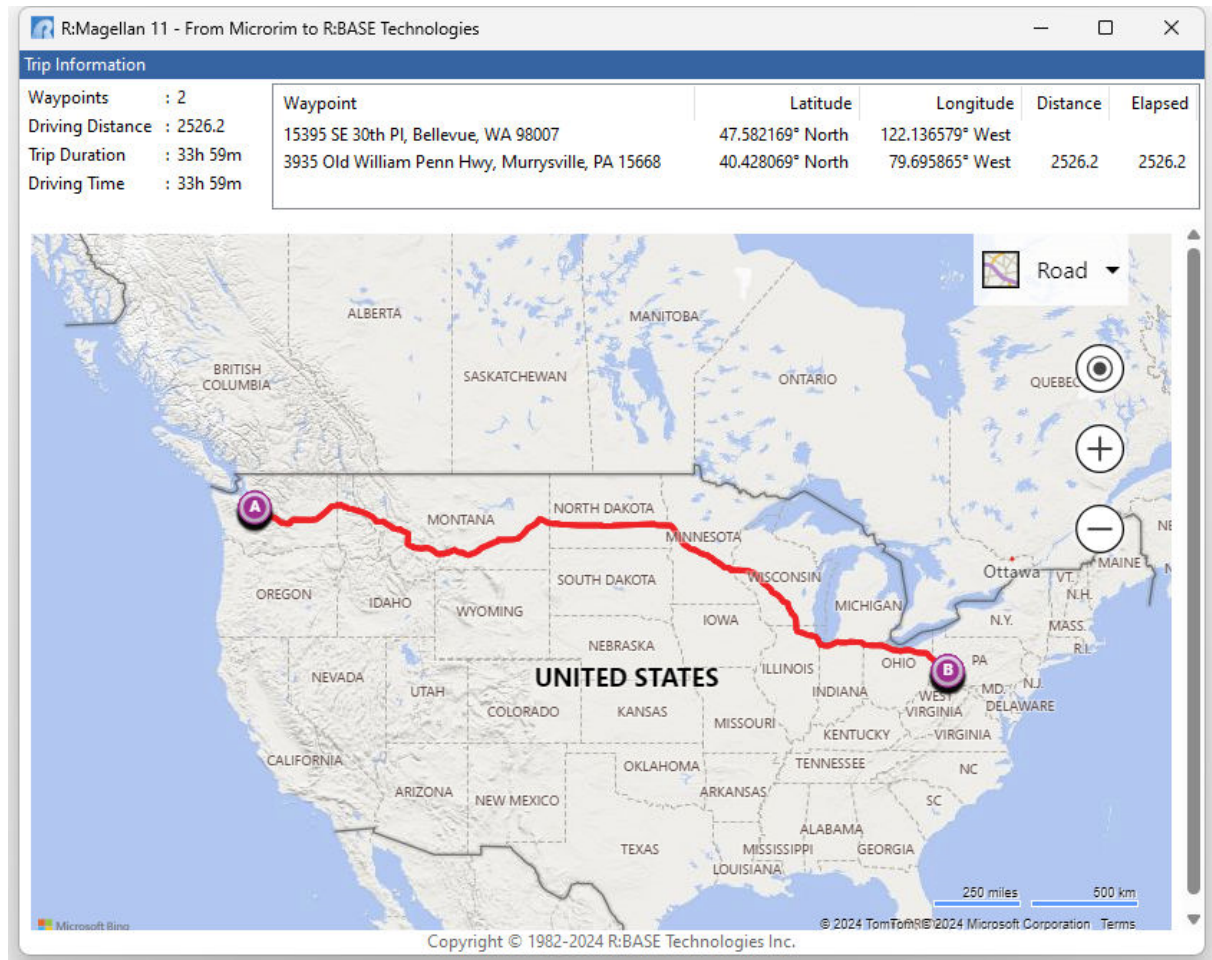 R:Magellan 11 - From Microrim to R:BASE Technologies
Trip Information
Waypoints : 2
Driving Distance : 2526.2
Trip Duration : 33h 59m
Driving Time : 33h 59m
Waypoint Latitude Longitude Distance Elapsed
15395 SE 30th Pl, Bellevue, WA 98007 47.582169° North 122.136579° West
3935 Old William Penn Hwy, Murrysville, PA 15668 40.428069° North 79.695865° West 2526.2 2526.2
Road
ALBERTA
MANITOBA
BRITISH
COLUMBIA
SASKATCHEWAN
ONTARIO
QUEBEC
A
MONTANA
NORTH DAKOTA
MINNESOTA
NE
Ottawa
MAINE
VT.
N.H.
OREGON
IDAHO
SOUTH DAKOTA
WISCONSIN
WYOMING
MICHIGAN
IOWA
N.Y.
MASS.
R.I.
NEBRASKA
NEVADA
UTAH
UNITED STATES
ILLINOIS
OHIO
B
PA
INDIANA
WEST
VIRGINIA
MD.
N.J.
DELAWARE
COLORADO
KANSAS
MISSOURI
KENTUCKY
VIRGINIA
CALIFORNIA
OKLAHOMA
TENNESSEE
NC
ARIZONA
NEW MEXICO
ARKANSAS
SC
ALABAMA
TEXAS
MISSISSIPPI
GEORGIA
LOUISIANA
250 miles 500 km
Microsoft Bing
© 2024 TomTom, © 2024 Microsoft Corporation Terms
Copyright © 1982-2024 R:BASE Technologies Inc.